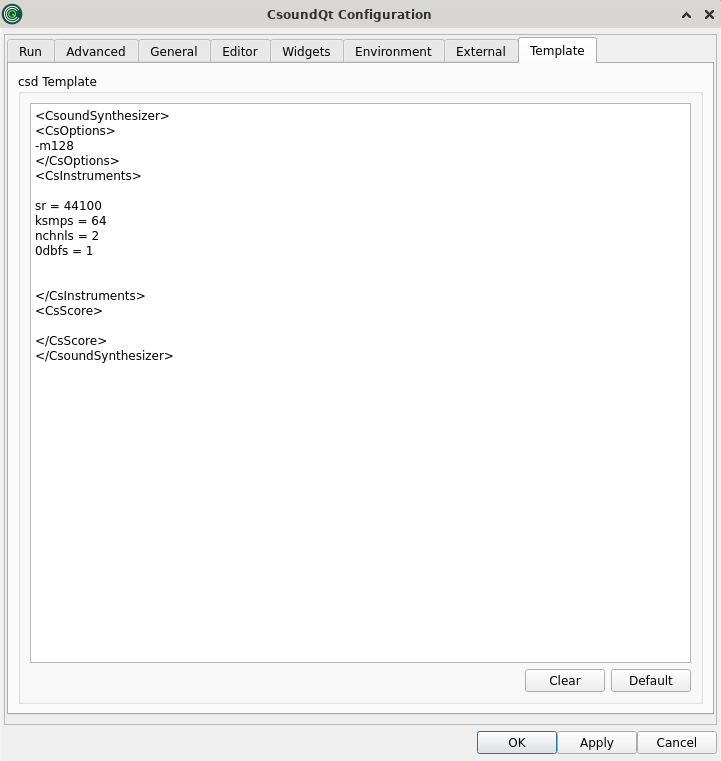 CsoundQt Configuration
Run Advanced General Editor Widgets Environment External Template
csd Template
<CsoundSynthesizer>
<CsOptions>
-m128
</CsOptions>
<CsInstruments>
sr = 44100
ksmps = 64
nchnls = 2
0dbfs = 1
</CsInstruments>
<CsScore>
</CsScore>
</CsoundSynthesizer>
Clear Default
OK Apply Cancel